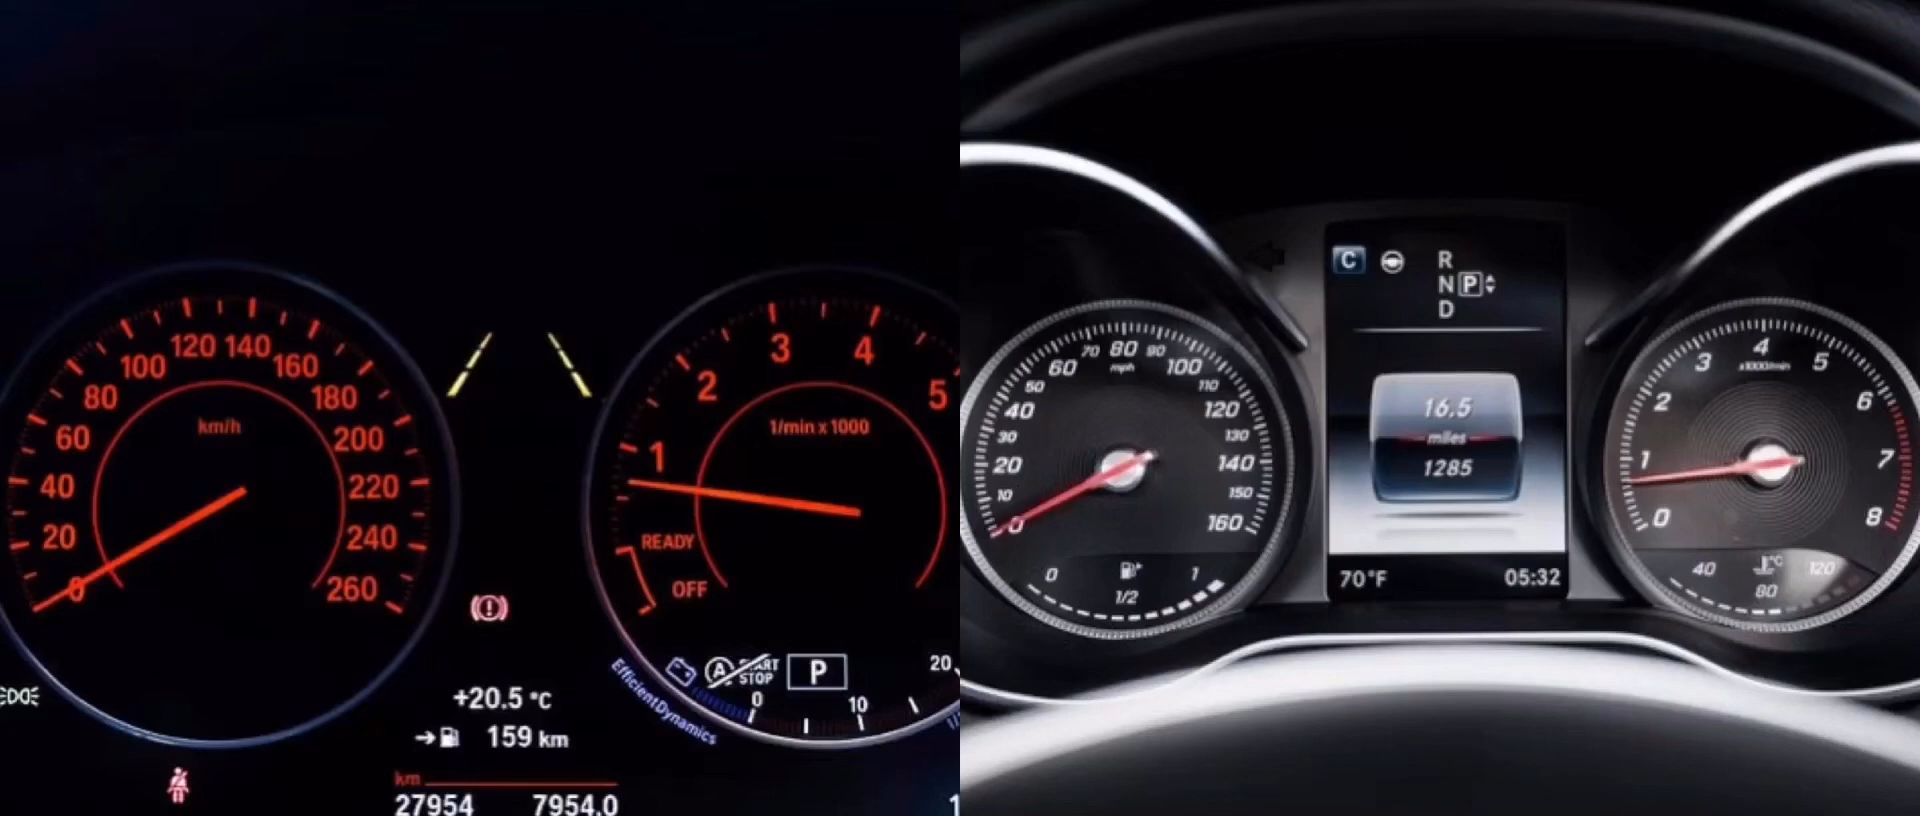 120 140
100 160
80 180
60 km/h 200
40 220
20 240
0 260
+20.5 °C
159 km
km
27954 7954.0
3 4
2 5
1/min x 1000
1
READY
OFF
A START STOP P
0 10 20
EfficientDynamics
C R
N P
D
16.5
miles
1285
70°F 05:32
70 80 90
60 mph 100
50 110
40 120
30 130
20 140
10 150
0 160
0 1/2 1
4
3 x1000/min 5
2 6
1 7
0 8
40 °C 120
80